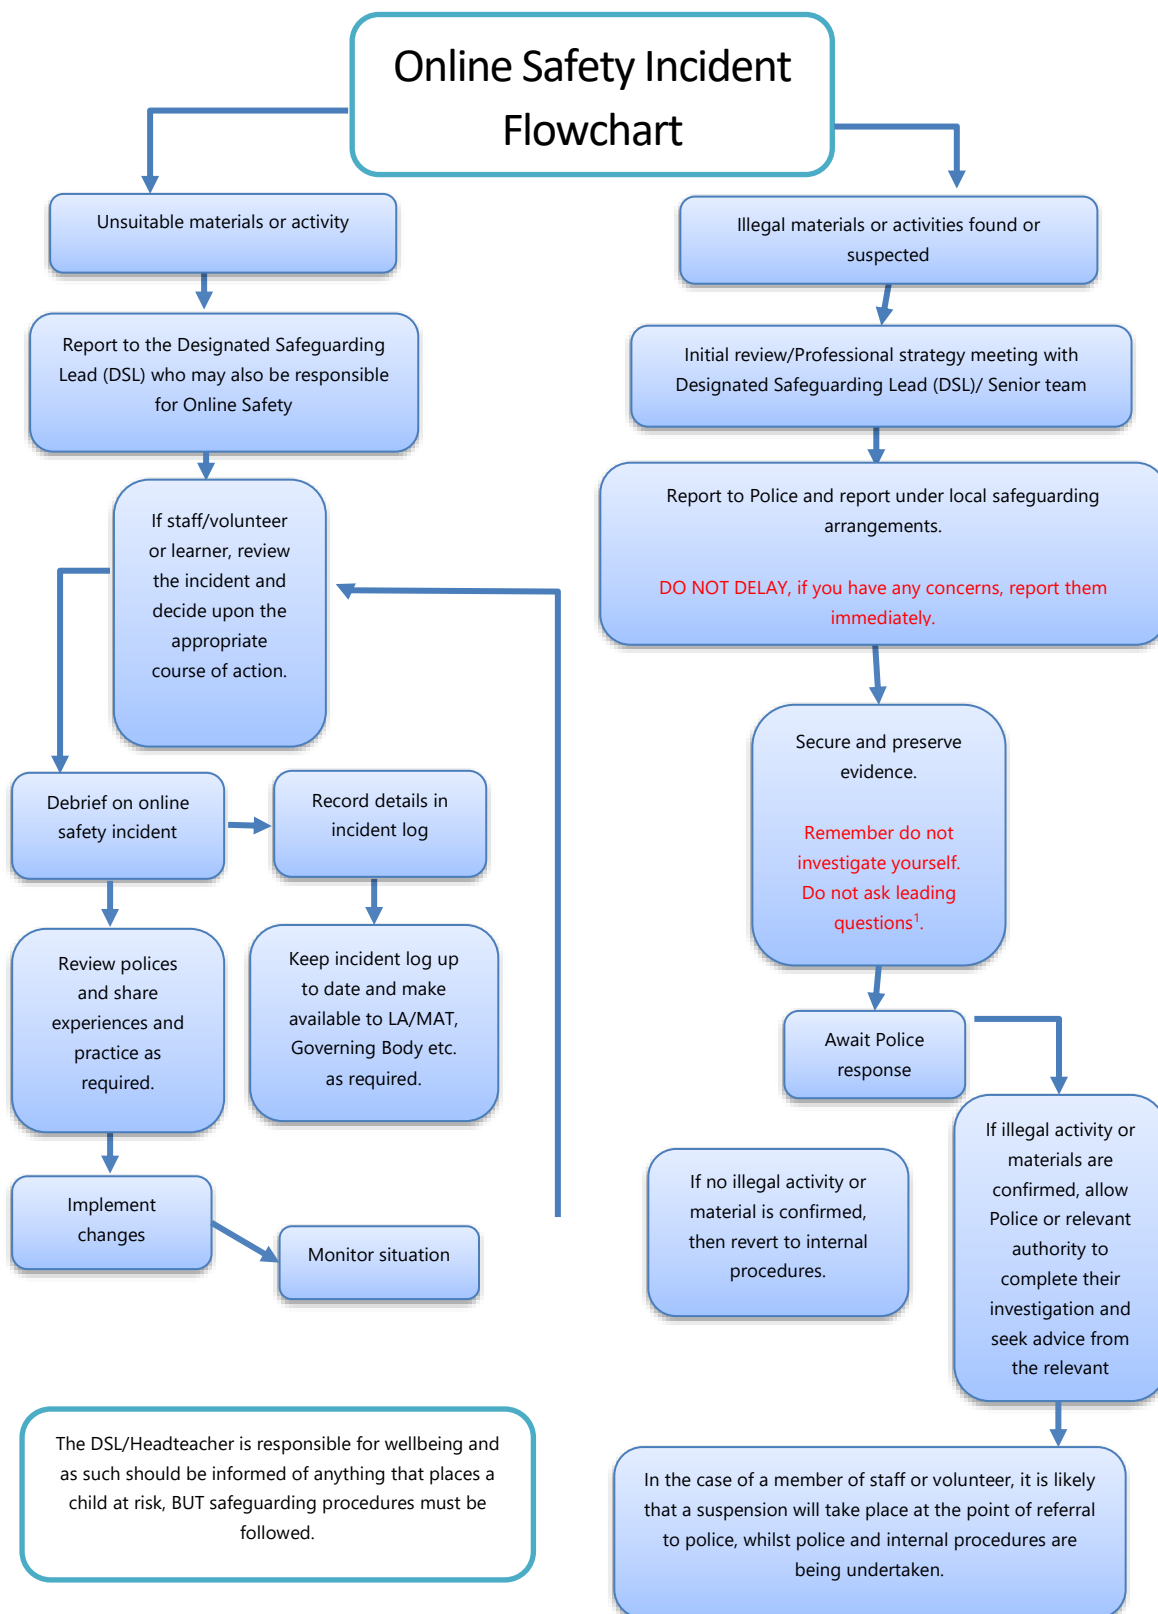 Online Safety Incident
Flowchart
Unsuitable materials or activity
Report to the Designated Safeguarding
Lead (DSL) who may also be responsible
for Online Safety
If staff/volunteer
or learner, review
the incident and
decide upon the
appropriate
course of action.
Debrief on online
safety incident
Record details in
incident log
Review polices
and share
experiences and
practice as
required.
Keep incident log up
to date and make
available to LA/MAT,
Governing Body etc.
as required.
Implement
changes
Monitor situation
The DSL/Headteacher is responsible for wellbeing and
as such should be informed of anything that places a
child at risk, BUT safeguarding procedures must be
followed.
Illegal materials or activities found or
suspected
Initial review/Professional strategy meeting with
Designated Safeguarding Lead (DSL)/ Senior team
Report to Police and report under local safeguarding
arrangements.
DO NOT DELAY, if you have any concerns, report them
immediately.
Secure and preserve
evidence.
Remember do not
investigate yourself.
Do not ask leading
questions¹.
Await Police
response
If no illegal activity or
material is confirmed,
then revert to internal
procedures.
If illegal activity or
materials are
confirmed, allow
Police or relevant
authority to
complete their
investigation and
seek advice from
the relevant
In the case of a member of staff or volunteer, it is likely
that a suspension will take place at the point of referral
to police, whilst police and internal procedures are
being undertaken.